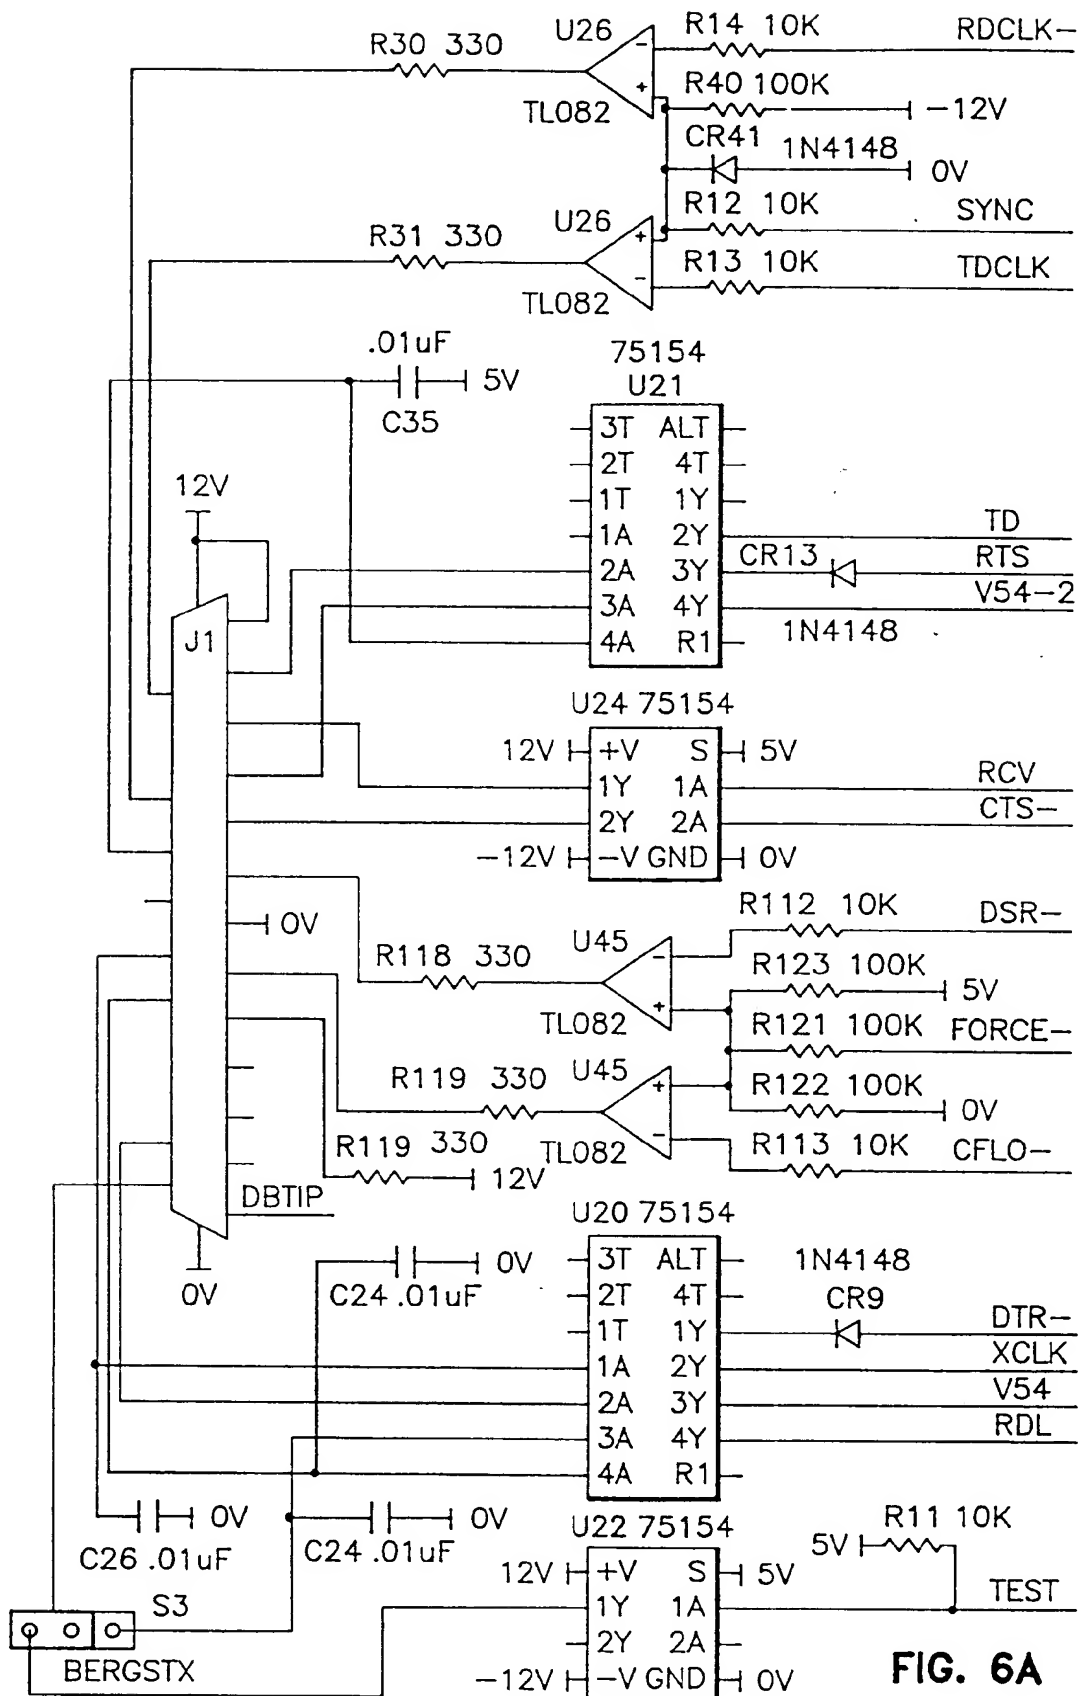 R30 330
U26
R14 10K
RDCLK-
-
+
TL082
R40 100K
-12V
CR41
1N4148
0V
R31 330
U26
R12 10K
SYNC
+
-
TL082
R13 10K
TDCLK
.01uF
5V
C35
75154
U21
3T ALT
2T 4T
1T 1Y
1A 2Y
2A 3Y
3A 4Y
4A R1
TD
CR13
RTS
V54-2
1N4148
12V
J1
U24 75154
12V
+V S
5V
1Y 1A
RCV
2Y 2A
CTS-
-12V
-V GND
0V
0V
R112 10K
DSR-
R118 330
U45
-
+
TL082
R123 100K
5V
R121 100K
FORCE-
R119 330
U45
+
-
TL082
R122 100K
0V
R113 10K
CFLO-
R119 330
12V
DBTIP
0V
U20 75154
3T ALT
2T 4T
1T 1Y
1A 2Y
2A 3Y
3A 4Y
4A R1
0V
C24 .01uF
1N4148
CR9
DTR-
XCLK
V54
RDL
0V
C26 .01uF
0V
C24 .01uF
U22 75154
12V
+V S
5V
1Y 1A
2Y 2A
-12V
-V GND
0V
R11 10K
5V
TEST
S3
BERGSTX
FIG. 6A